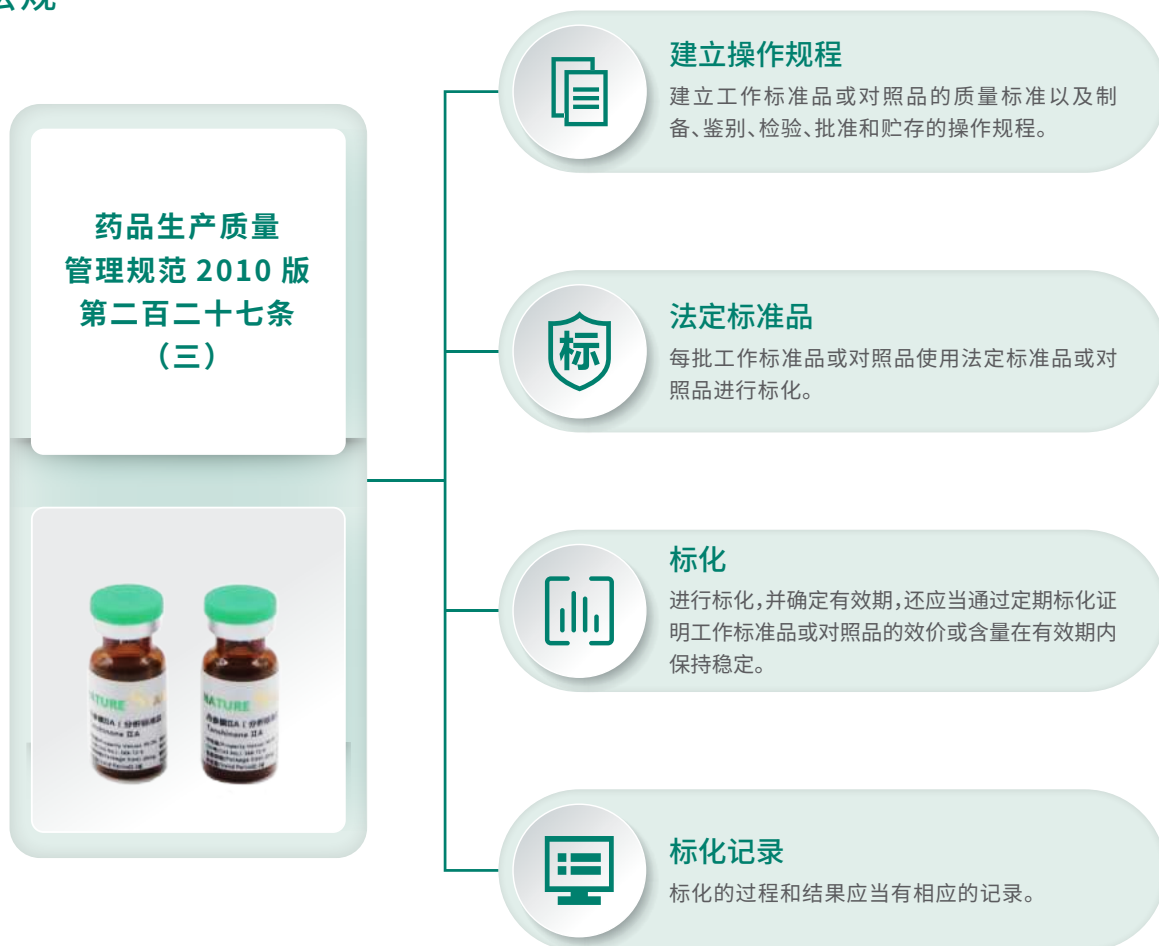 药品生产质量
管理规范 2010 版
第二百二十七条
（三）
建立操作规程
建立工作标准品或对照品的质量标准以及制
备、鉴别、检验、批准和贮存的操作规程。
标
法定标准品
每批工作标准品或对照品使用法定标准品或对
照品进行标化。
标化
进行标化，并确定有效期，还应当通过定期标化证
明工作标准品或对照品的效价或含量在有效期内
保持稳定。
标化记录
标化的过程和结果应当有相应的记录。
NATURE
Tanshinone IIA